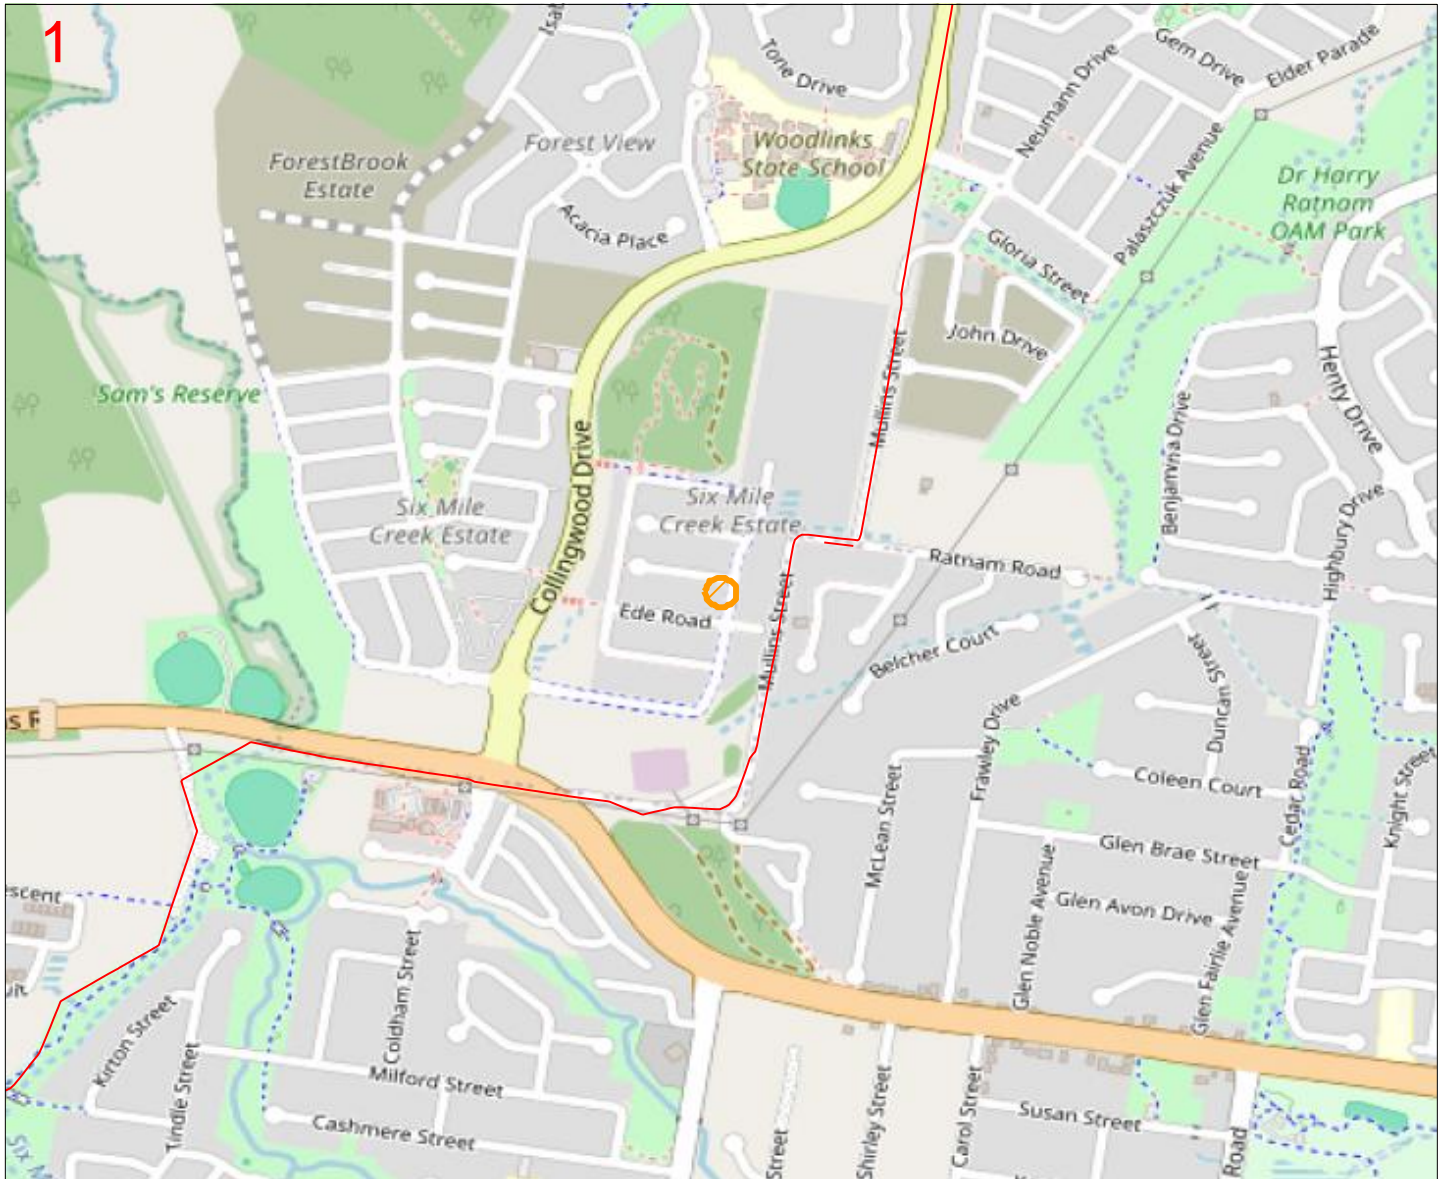 1
Tone Drive
Gem Drive
Elder Parade
Neumann Drive
Forest View
Woodlinks
State School
ForestBrook
Estate
Palaszczuk Avenue
Dr Harry
Ratnam
OAM Park
Acacia Place
Gloria Street
John Drive
Mullins Street
Henty Drive
Sam's Reserve
Benjamina Drive
Collingwood Drive
Six Mile
Creek Estate
Six Mile
Creek Estate
Highbury Drive
Ratnam Road
Ede Road
Mullins Street
Belcher Court
Duncan Street
Frawley Drive
Coleen Court
Cedar Road
Knight Street
McLean Street
Glen Brae Street
Glen Noble Avenue
Glen Avon Drive
Glen Fairlie Avenue
Coldham Street
Kirton Street
Tindle Street
Milford Street
Cashmere Street
Street
Shirley Street
Carol Street
Susan Street
Road